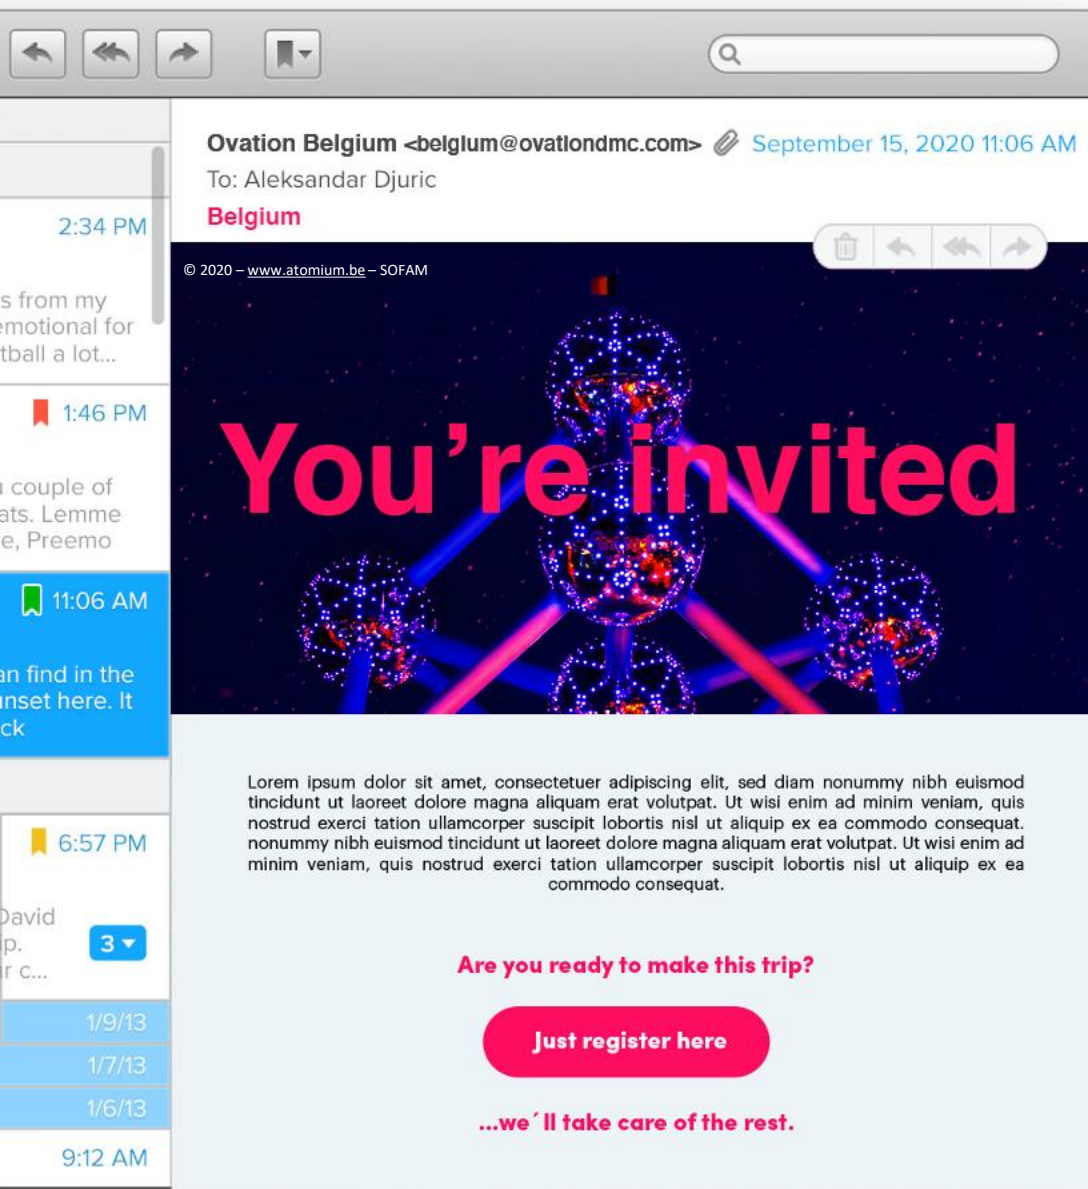 Ovation Belgium <belgium@ovationdmc.com>
September 15, 2020 11:06 AM
To: Aleksandar Djuric
Belgium
2:34 PM
s from my
emotional for
tball a lot...
1:46 PM
couple of
ats. Lemme
e, Preemo
11:06 AM
an find in the
unset here. It
ck
6:57 PM
David
ip.
r c...
3
1/9/13
1/7/13
1/6/13
9:12 AM
© 2020 – www.atomium.be – SOFAM
You're invited
Lorem ipsum dolor sit amet, consectetuer adipiscing elit, sed diam nonummy nibh euismod
tincidunt ut laoreet dolore magna aliquam erat volutpat. Ut wisi enim ad minim veniam, quis
nostrud exerci tation ullamcorper suscipit lobortis nisl ut aliquip ex ea commodo consequat.
nonummy nibh euismod tincidunt ut laoreet dolore magna aliquam erat volutpat. Ut wisi enim ad
minim veniam, quis nostrud exerci tation ullamcorper suscipit lobortis nisl ut aliquip ex ea
commodo consequat.
Are you ready to make this trip?
Just register here
...we´ll take care of the rest.